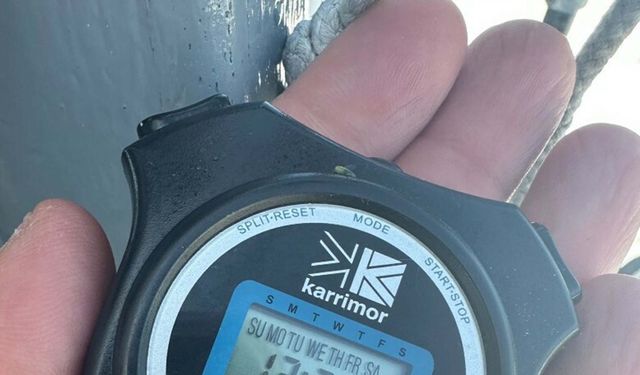 SPLIT·RESET MODE START·STOP
karrimor
S M T W T F S
SU MO TU WE TH FR SA